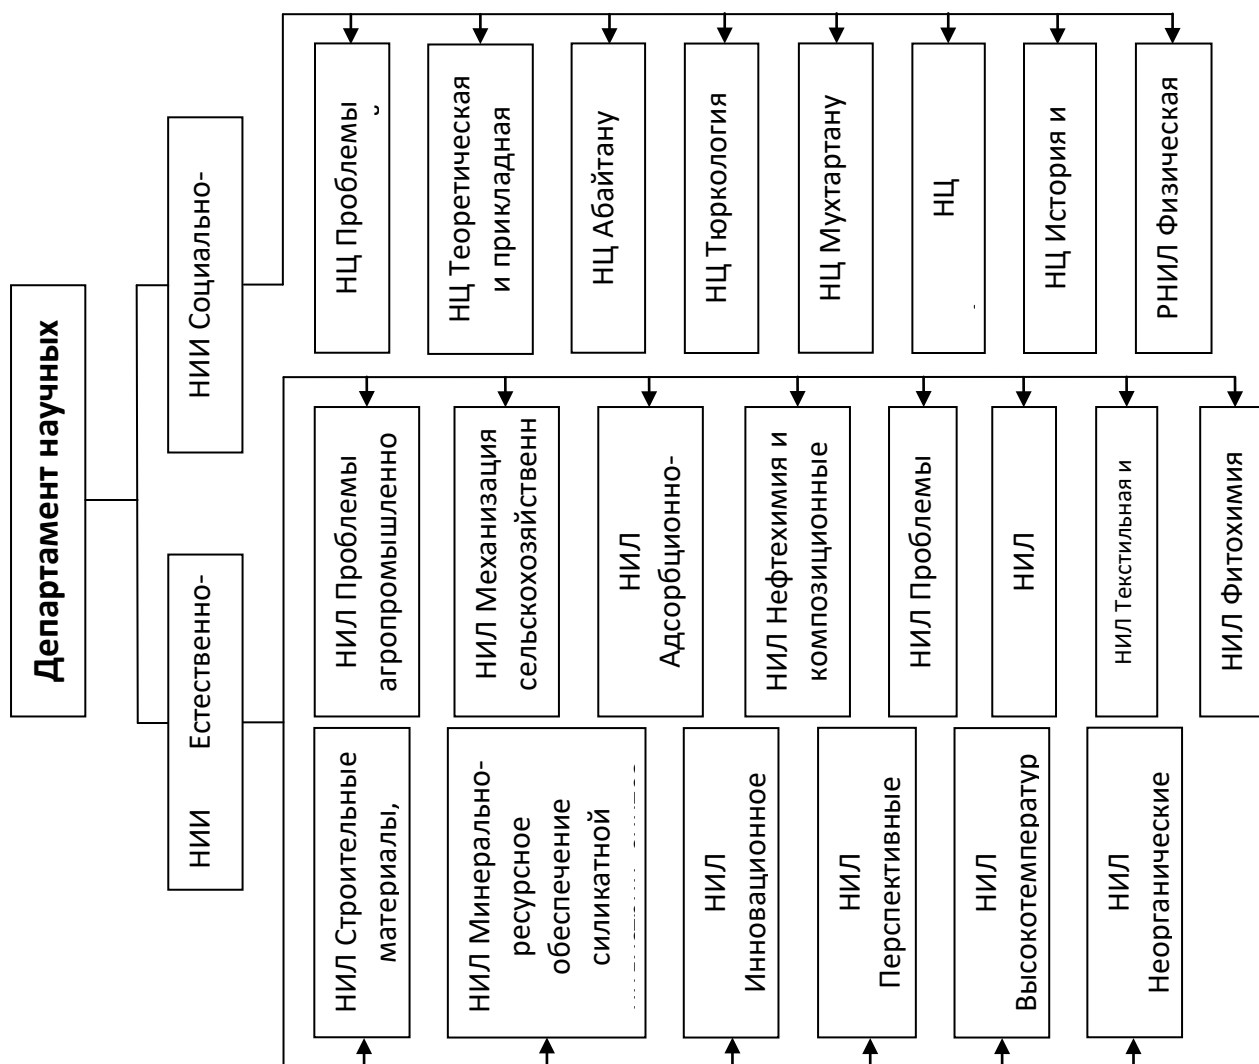 Департамент научных
НИИ Естественно-
НИИ Социально-
НИЛ Строительные
материалы,
НИЛ Минерально-
ресурсное
обеспечение
силикатной
НИЛ
Инновационное
НИЛ
Перспективные
НИЛ
Высокотемператур
НИЛ
Неорганические
НИЛ Проблемы
агропромышленно
НИЛ Механизация
сельскохозяйственн
НИЛ
Адсорбционно-
НИЛ Нефтехимия и
композиционные
НИЛ Проблемы
НИЛ
НИЛ Текстильная и
НИЛ Фитохимия
НЦ Проблемы
НЦ Теоретическая
и прикладная
НЦ Абайтану
НЦ Тюркология
НЦ Мухтартану
НЦ
НЦ История и
РНИЛ Физическая